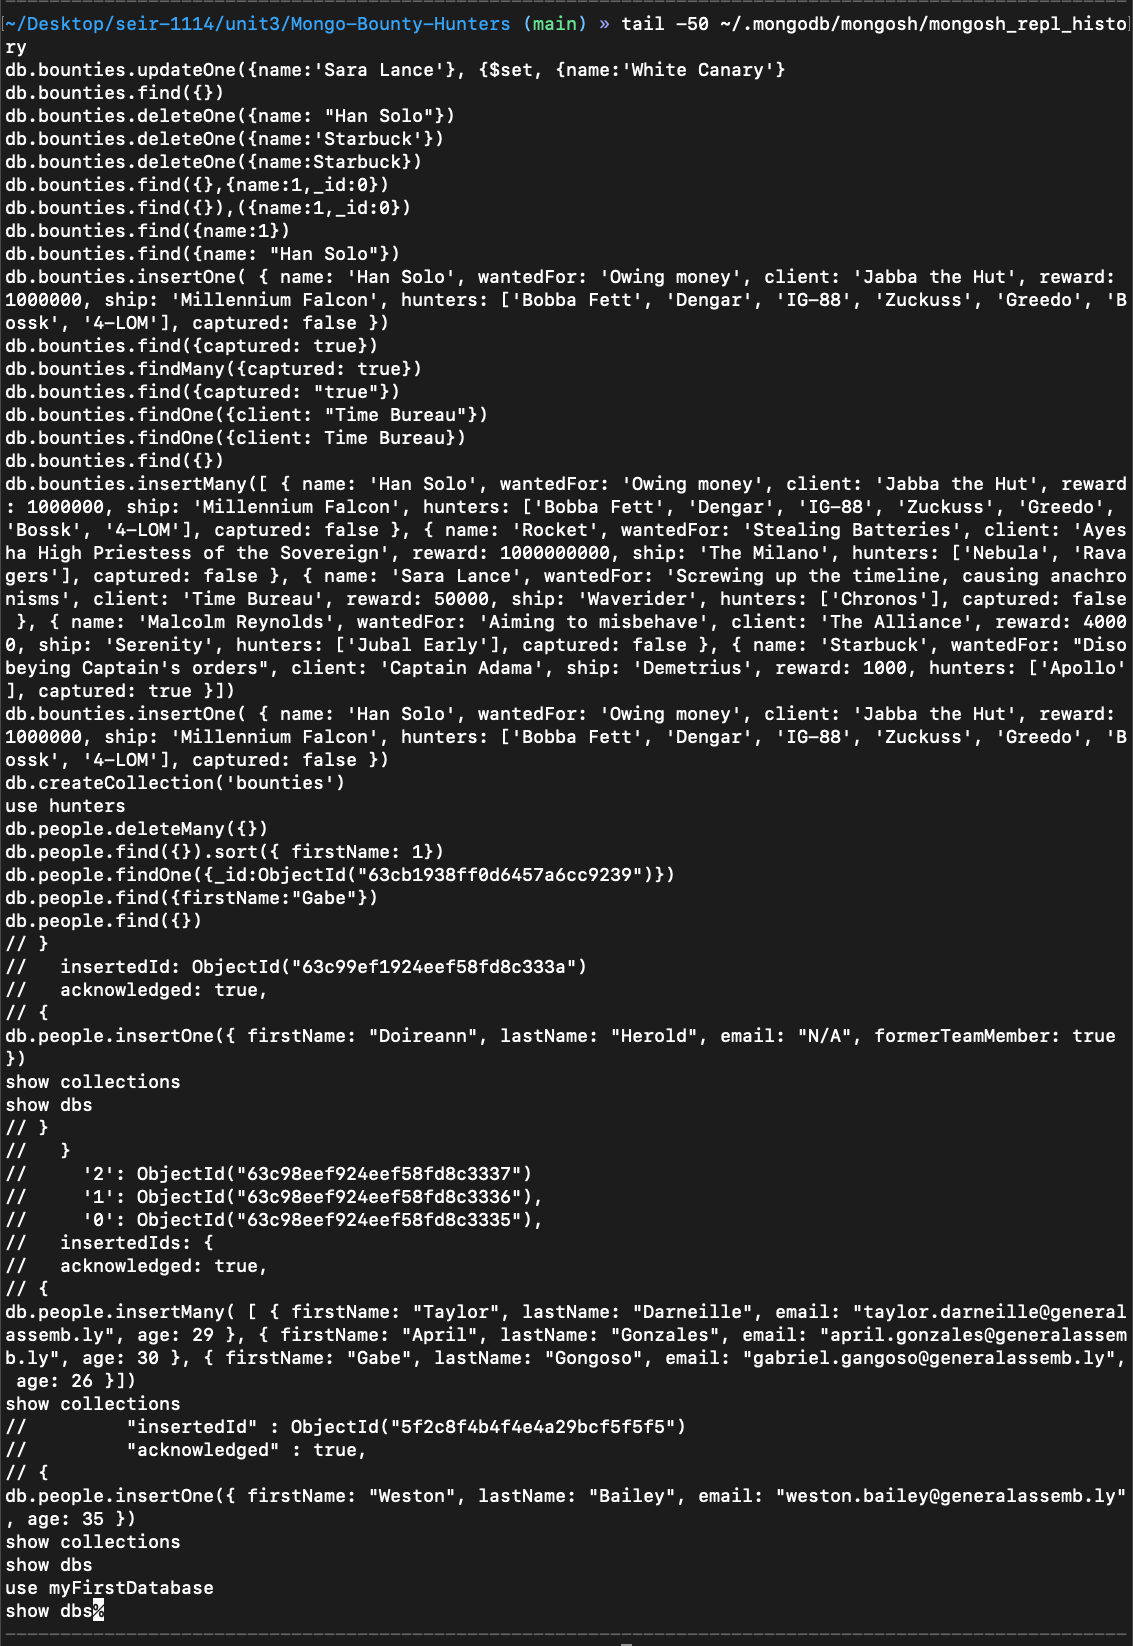 ~/Desktop/seir-1114/unit3/Mongo-Bounty-Hunters (main) » tail -50 ~/.mongodb/mongosh/mongosh_repl_histo
ry
db.bounties.updateOne({name:'Sara Lance'}, {$set, {name:'White Canary'}
db.bounties.find({})
db.bounties.deleteOne({name: "Han Solo"})
db.bounties.deleteOne({name:'Starbuck'})
db.bounties.deleteOne({name:Starbuck})
db.bounties.find({},{name:1,_id:0})
db.bounties.find({}),({name:1,_id:0})
db.bounties.find({name:1})
db.bounties.find({name: "Han Solo"})
db.bounties.insertOne( { name: 'Han Solo', wantedFor: 'Owing money', client: 'Jabba the Hut', reward:
1000000, ship: 'Millennium Falcon', hunters: ['Bobba Fett', 'Dengar', 'IG-88', 'Zuckuss', 'Greedo', 'B
ossk', '4-LOM'], captured: false })
db.bounties.find({captured: true})
db.bounties.findMany({captured: true})
db.bounties.find({captured: "true"})
db.bounties.findOne({client: "Time Bureau"})
db.bounties.findOne({client: Time Bureau})
db.bounties.find({})
db.bounties.insertMany([ { name: 'Han Solo', wantedFor: 'Owing money', client: 'Jabba the Hut', reward
: 1000000, ship: 'Millennium Falcon', hunters: ['Bobba Fett', 'Dengar', 'IG-88', 'Zuckuss', 'Greedo',
'Bossk', '4-LOM'], captured: false }, { name: 'Rocket', wantedFor: 'Stealing Batteries', client: 'Ayes
ha High Priestess of the Sovereign', reward: 1000000000, ship: 'The Milano', hunters: ['Nebula', 'Rava
gers'], captured: false }, { name: 'Sara Lance', wantedFor: 'Screwing up the timeline, causing anachro
nisms', client: 'Time Bureau', reward: 50000, ship: 'Waverider', hunters: ['Chronos'], captured: false
 }, { name: 'Malcolm Reynolds', wantedFor: 'Aiming to misbehave', client: 'The Alliance', reward: 4000
0, ship: 'Serenity', hunters: ['Jubal Early'], captured: false }, { name: 'Starbuck', wantedFor: "Diso
beying Captain's orders", client: 'Captain Adama', ship: 'Demetrius', reward: 1000, hunters: ['Apollo'
], captured: true }])
db.bounties.insertOne( { name: 'Han Solo', wantedFor: 'Owing money', client: 'Jabba the Hut', reward:
1000000, ship: 'Millennium Falcon', hunters: ['Bobba Fett', 'Dengar', 'IG-88', 'Zuckuss', 'Greedo', 'B
ossk', '4-LOM'], captured: false })
db.createCollection('bounties')
use hunters
db.people.deleteMany({})
db.people.find({}).sort({ firstName: 1})
db.people.findOne({_id:ObjectId("63cb1938ff0d6457a6cc9239")})
db.people.find({firstName:"Gabe"})
db.people.find({})
// }
//   insertedId: ObjectId("63c99ef1924eef58fd8c333a")
//   acknowledged: true,
// {
db.people.insertOne({ firstName: "Doireann", lastName: "Herold", email: "N/A", formerTeamMember: true
})
show collections
show dbs
// }
//   }
//     '2': ObjectId("63c98eef924eef58fd8c3337")
//     '1': ObjectId("63c98eef924eef58fd8c3336"),
//     '0': ObjectId("63c98eef924eef58fd8c3335"),
//   insertedIds: {
//   acknowledged: true,
// {
db.people.insertMany( [ { firstName: "Taylor", lastName: "Darneille", email: "taylor.darneille@general
assemb.ly", age: 29 }, { firstName: "April", lastName: "Gonzales", email: "april.gonzales@generalassem
b.ly", age: 30 }, { firstName: "Gabe", lastName: "Gongoso", email: "gabriel.gangoso@generalassemb.ly",
 age: 26 }])
show collections
//         "insertedId" : ObjectId("5f2c8f4b4f4e4a29bcf5f5f5")
//         "acknowledged" : true,
// {
db.people.insertOne({ firstName: "Weston", lastName: "Bailey", email: "weston.bailey@generalassemb.ly"
, age: 35 })
show collections
show dbs
use myFirstDatabase
show dbs%